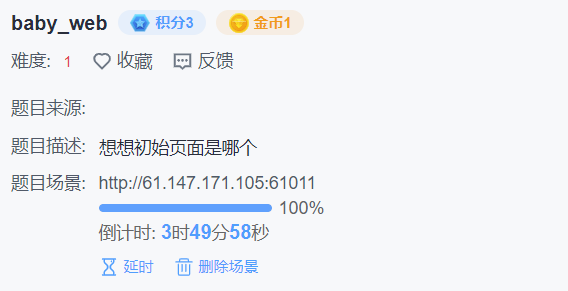 baby_web 积分3 金币1
难度: 1 收藏 反馈
题目来源:
题目描述: 想想初始页面是哪个
题目场景: http://61.147.171.105:61011
100%
倒计时: 3时49分58秒
延时 删除场景